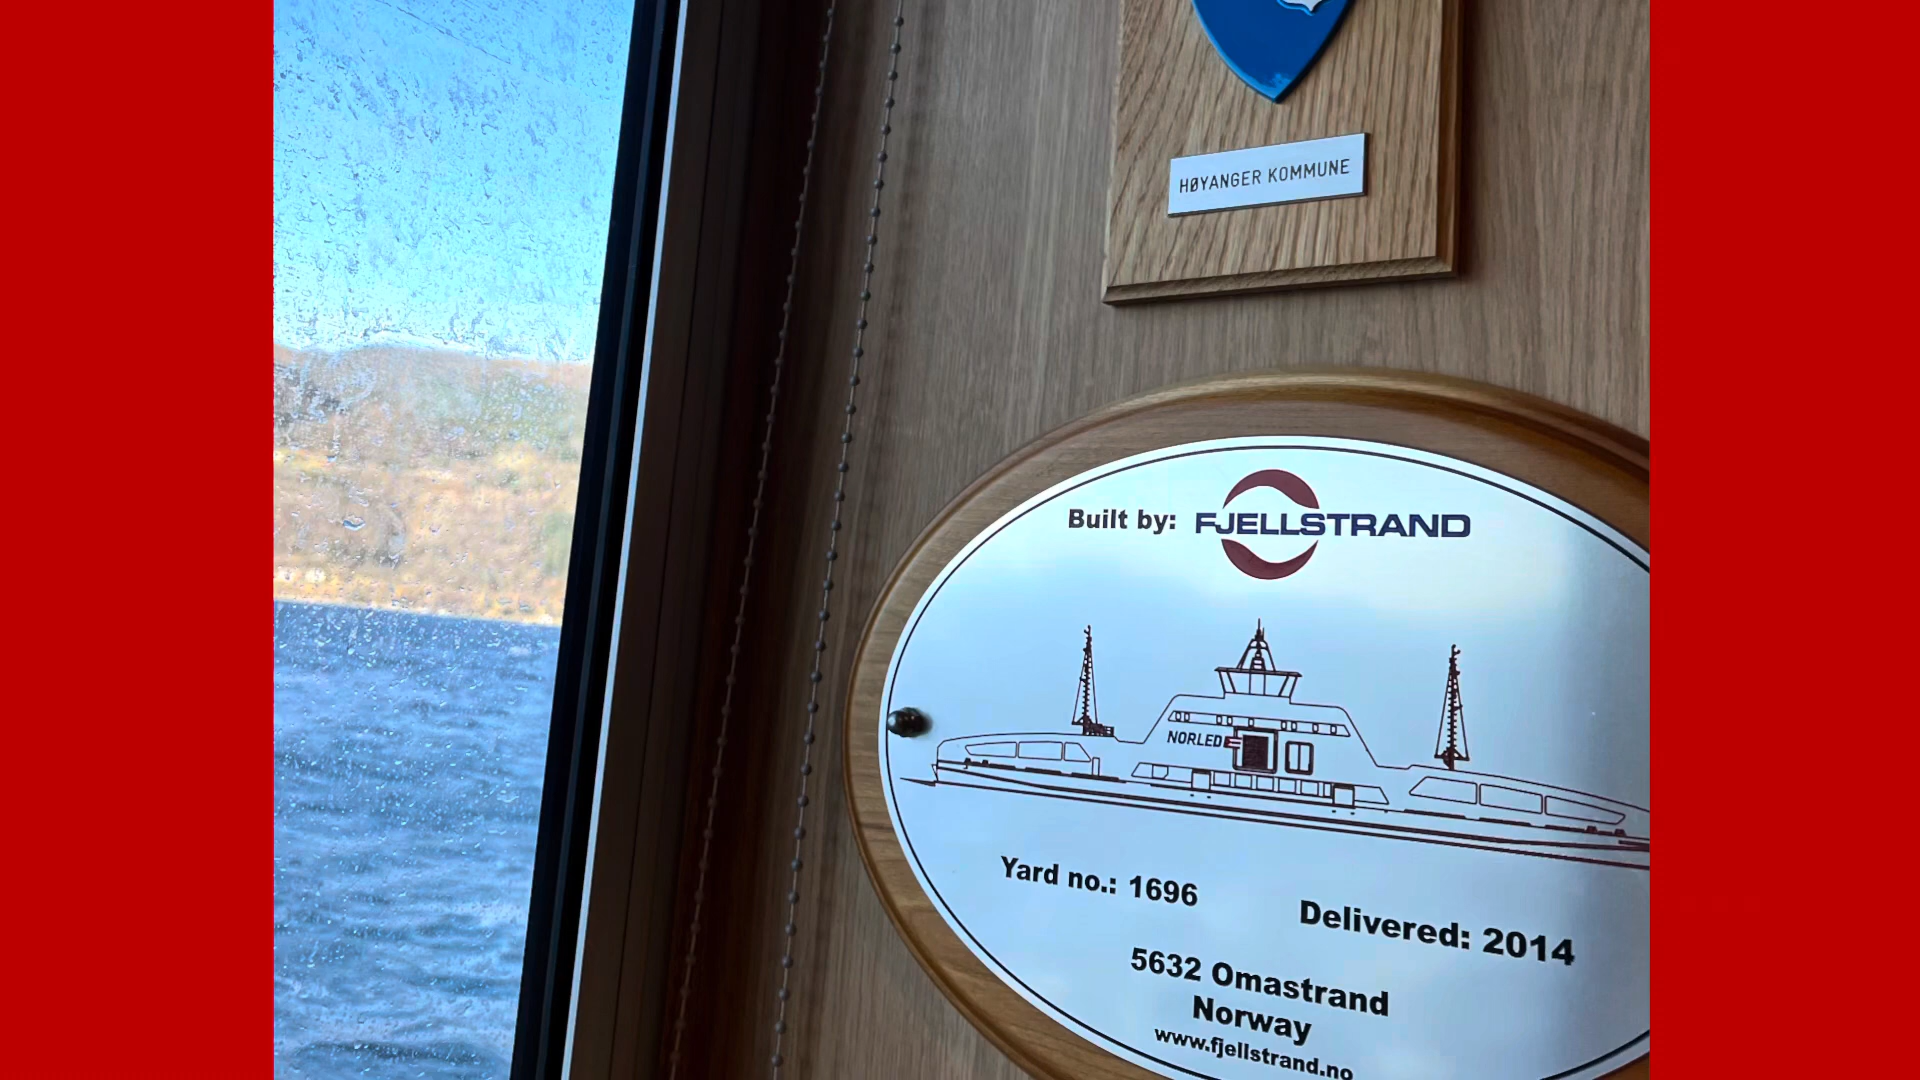 HØYANGER KOMMUNE
Built by: FJELLSTRAND
NORLED
Yard no.: 1696
Delivered: 2014
5632 Omastrand
Norway
www.fjellstrand.no